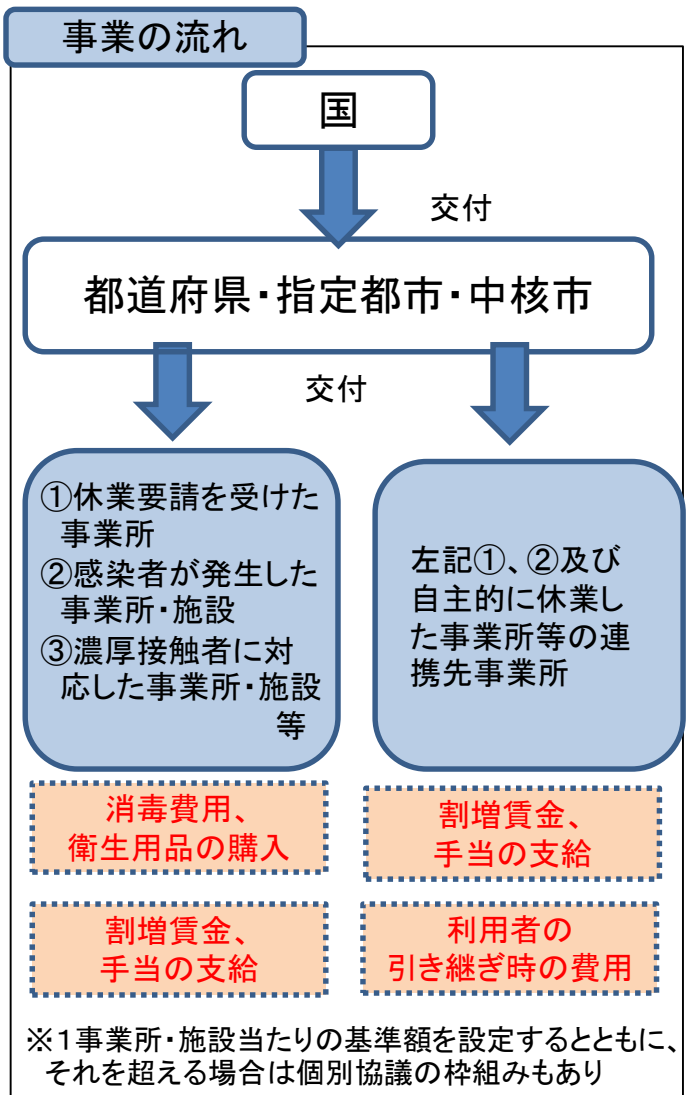 事業の流れ
国
交付
都道府県・指定都市・中核市
交付
①休業要請を受けた
事業所
②感染者が発生した
事業所・施設
③濃厚接触者に対
応した事業所・施設
等
左記①、②及び
自主的に休業し
た事業所等の連
携先事業所
消毒費用、
衛生用品の購入
割増賃金、
手当の支給
割増賃金、
手当の支給
利用者の
引き継ぎ時の費用
※１事業所・施設当たりの基準額を設定するとともに、
それを超える場合は個別協議の枠組みもあり